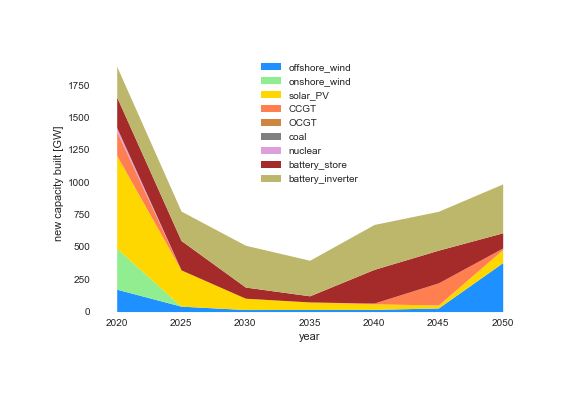 new capacity built [GW]
1750
1500
1250
1000
750
500
250
0
offshore_wind
onshore_wind
solar_PV
CCGT
OCGT
coal
nuclear
battery_store
battery_inverter
2020 2025 2030 2035 2040 2045 2050
year